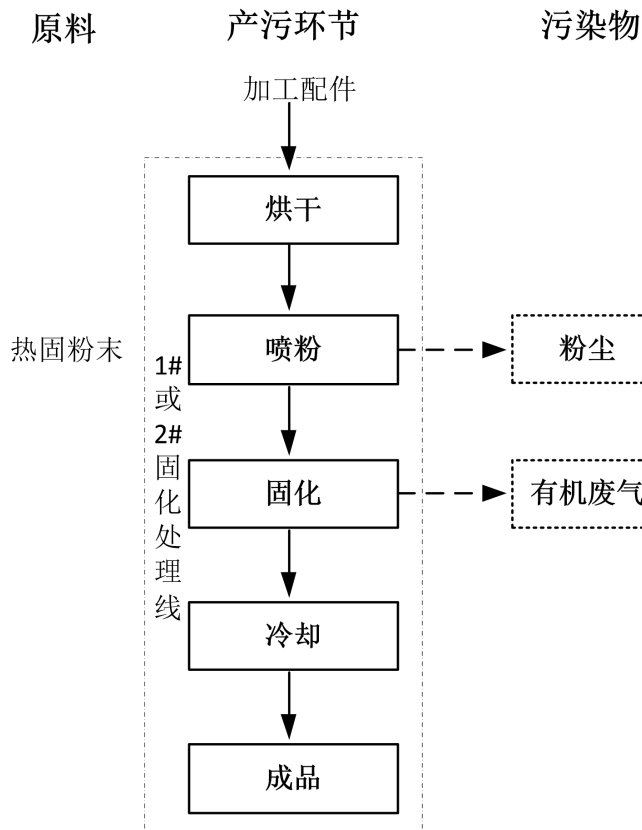 原料 产污环节 污染物
加工配件
烘干
热固粉末
喷粉
粉尘
1#
或
2#
固
化
处
理
线
固化
有机废气
冷却
成品